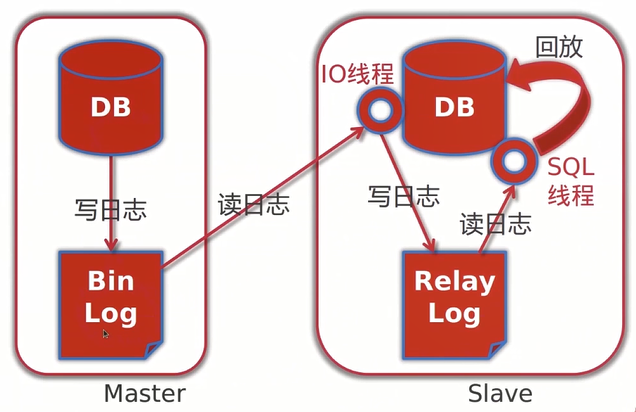 DB
写日志
Bin
Log
Master
读日志
IO线程
DB
回放
SQL
线程
写日志
读日志
Relay
Log
Slave